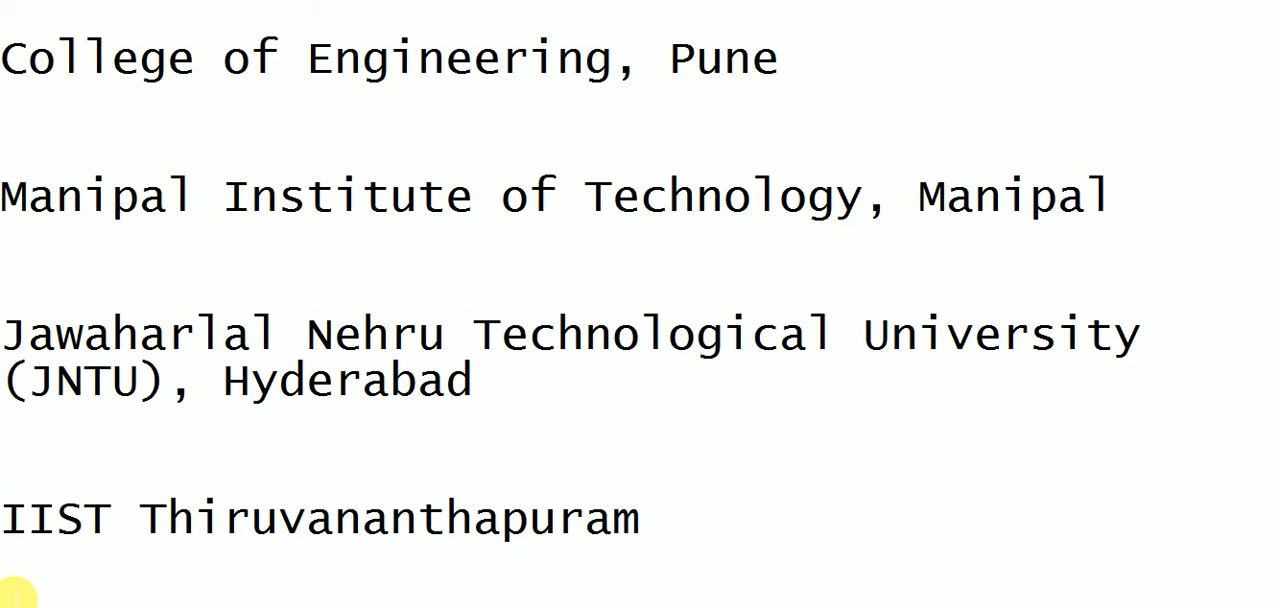 College of Engineering, Pune
Manipal Institute of Technology, Manipal
Jawaharlal Nehru Technological University
(JNTU), Hyderabad
IIST Thiruvananthapuram